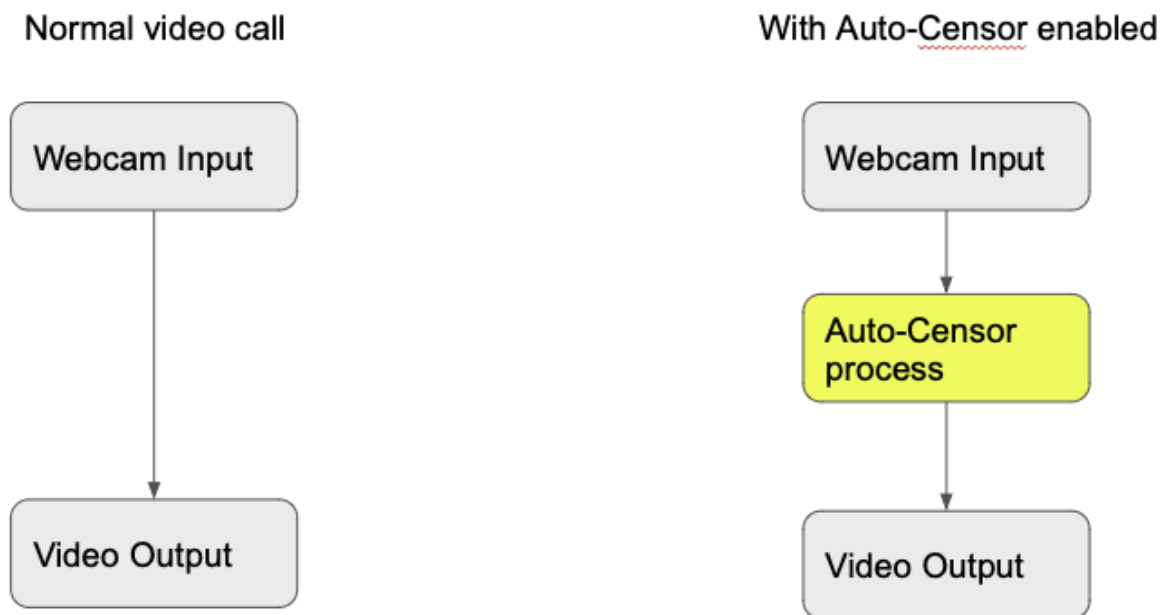 Normal video call
With Auto-Censor enabled
Webcam Input
Webcam Input
Auto-Censor
process
Video Output
Video Output